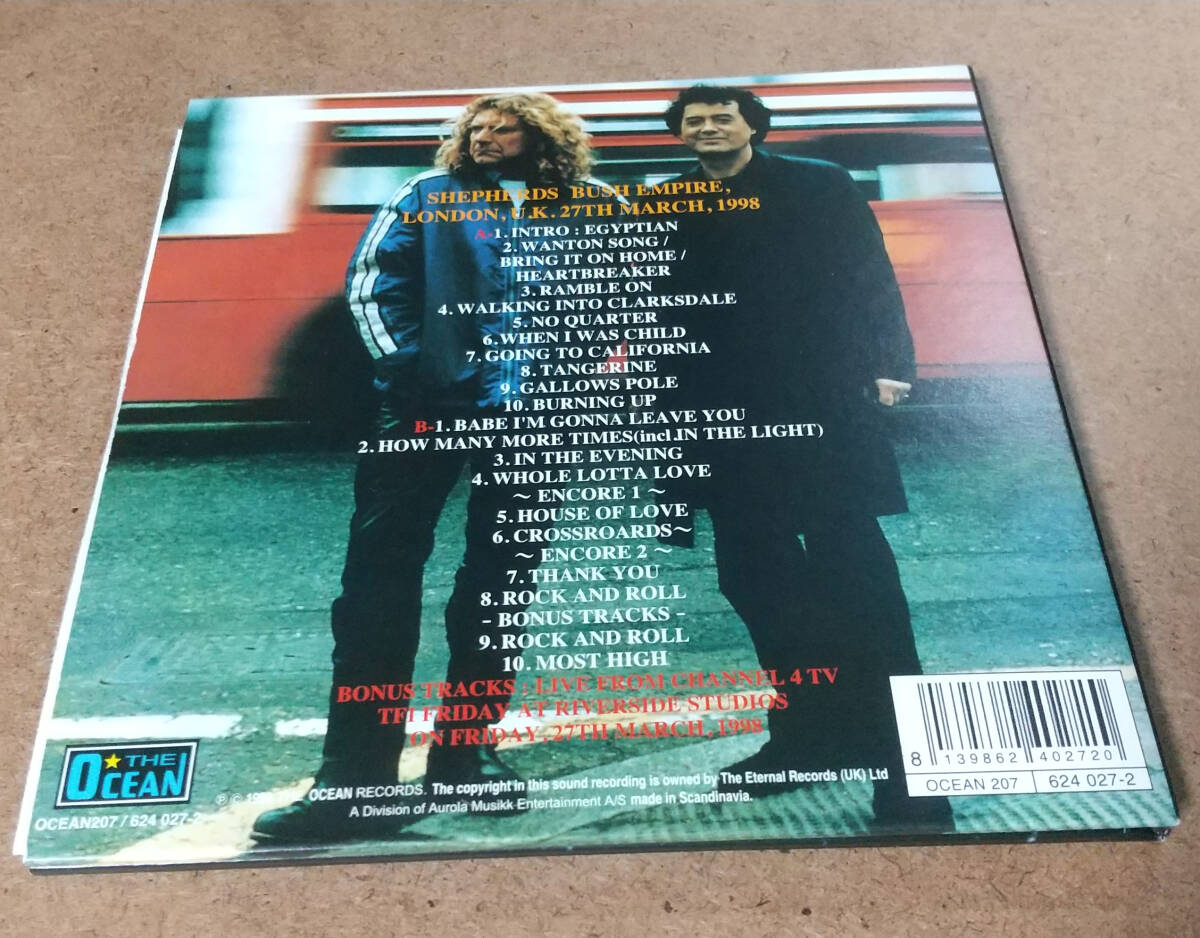 SHEPHERDS BUSH EMPIRE,
LONDON, U.K. 27TH MARCH, 1998
A-1. INTRO : EGYPTIAN
2. WANTON SONG /
BRING IT ON HOME /
HEARTBREAKER
3. RAMBLE ON
4. WALKING INTO CLARKSDALE
5. NO QUARTER
6. WHEN I WAS CHILD
7. GOING TO CALIFORNIA
8. TANGERINE
9. GALLOWS POLE
10. BURNING UP
B-1. BABE I'M GONNA LEAVE YOU
2. HOW MANY MORE TIMES(incl.IN THE LIGHT)
3. IN THE EVENING
4. WHOLE LOTTA LOVE
~ ENCORE 1 ~
5. HOUSE OF LOVE
6. CROSSROARDS~
~ ENCORE 2 ~
7. THANK YOU
8. ROCK AND ROLL
- BONUS TRACKS -
9. ROCK AND ROLL
10. MOST HIGH
BONUS TRACKS : LIVE FROM CHANNEL 4 TV
TFI FRIDAY AT RIVERSIDE STUDIOS
ON FRIDAY, 27TH MARCH, 1998
THE OCEAN
OCEAN207 / 624 027-2
℗ © OCEAN RECORDS. The copyright in this sound recording is owned by The Eternal Records (UK) Ltd
A Division of Aurola Musikk Entertainment A/S made in Scandinavia.
8 139862 402720
OCEAN 207 624 027-2